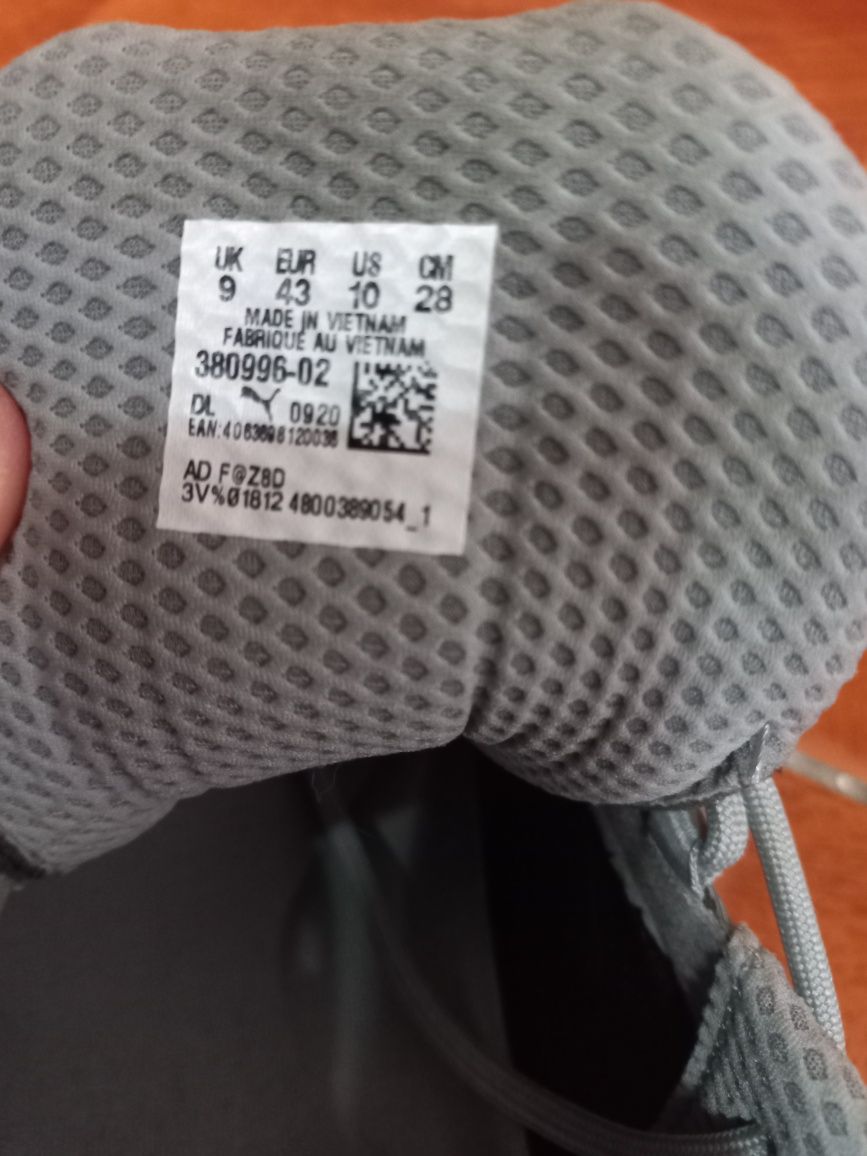 UK EUR US CM
9 43 10 28
MADE IN VIETNAM
FABRIQUÉ AU VIETNAM
380996-02
DL 0920
EAN:4063698120036
AD F@Z8D
3V%01812 4800389054_1